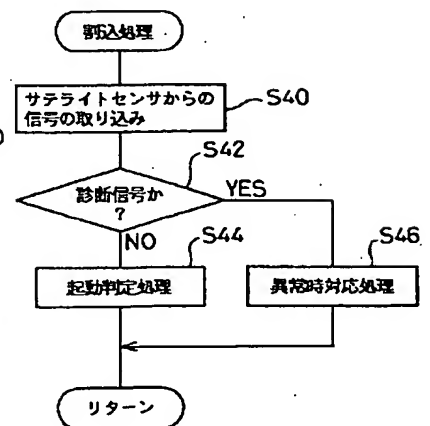 割込処理
サテライトセンサからの
信号の取り込み
S40
S42
診断信号か
?
YES
NO
S44
S46
起動判定処理
異常時対応処理
リターン